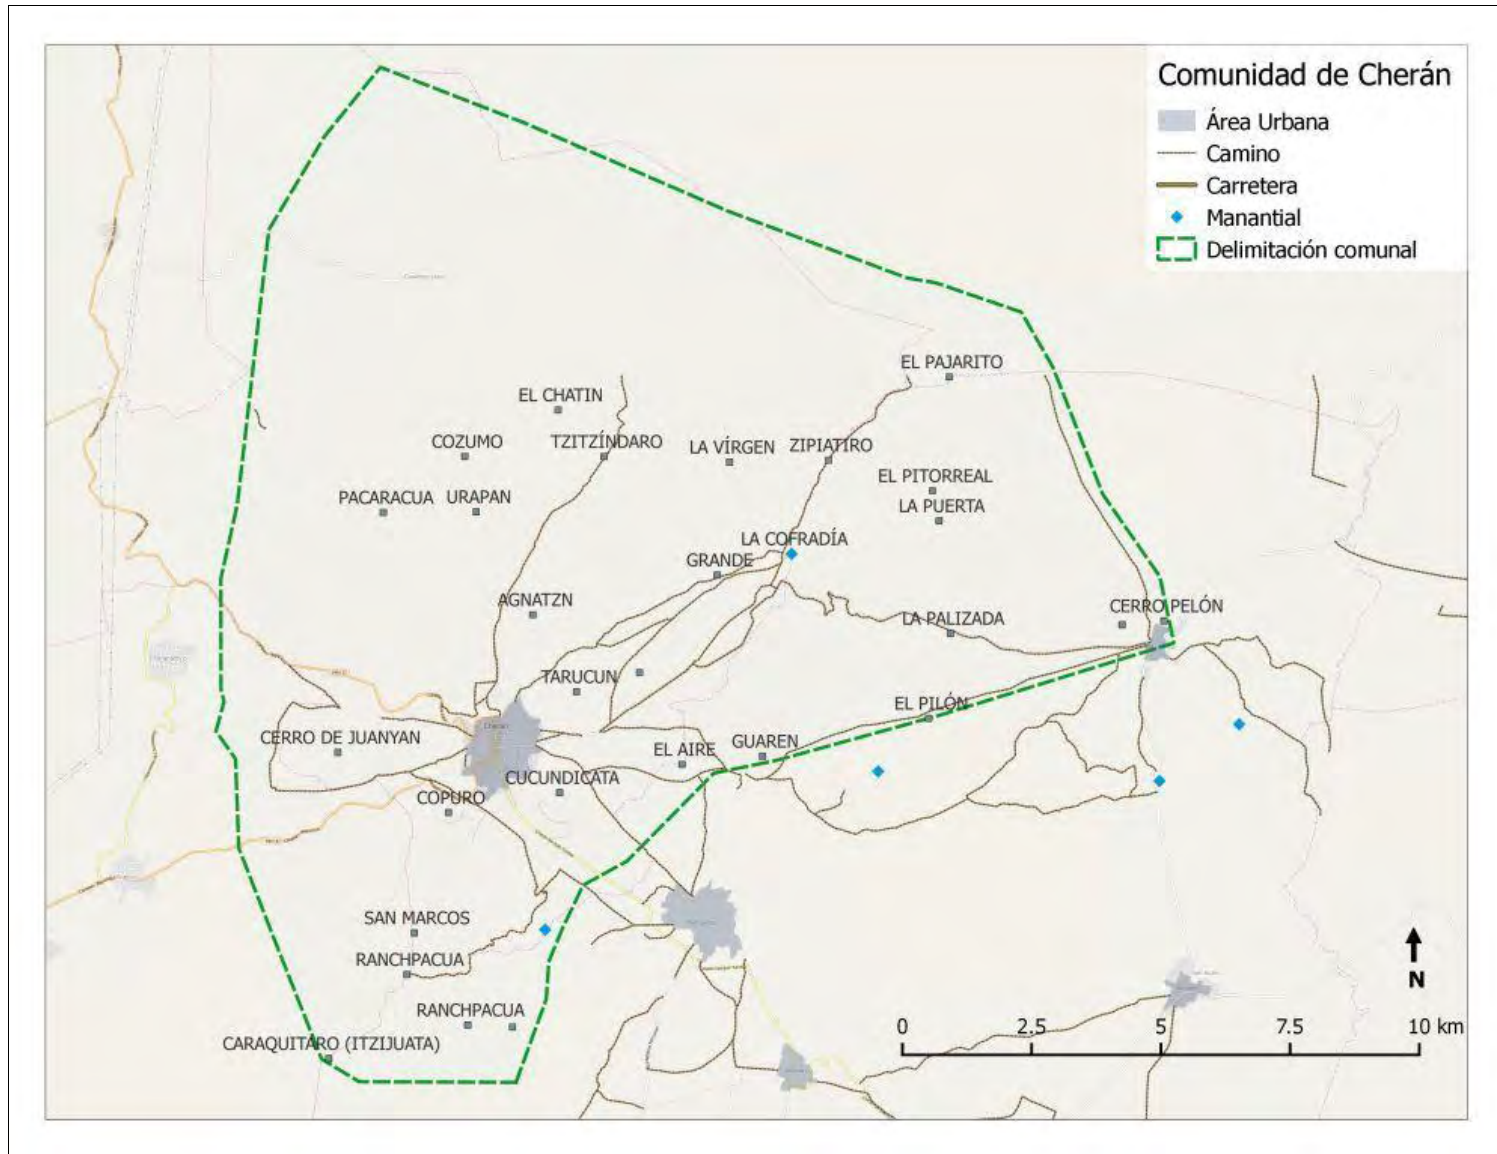 Comunidad de Cherán
Área Urbana
Camino
Carretera
Manantial
Delimitación comunal
EL PAJARITO
EL CHATIN
COZUMO
TZITZÍNDARO
LA VÍRGEN
ZIPIATIRO
EL PITORREAL
PACARACUA
URAPAN
LA PUERTA
LA COFRADÍA
GRANDE
AGNATZN
CERRO PELÓN
LA PALIZADA
TARUCUN
EL PILÓN
Cherán
CERRO DE JUANYAN
EL AIRE
GUAREN
CUCUNDICATA
COPURO
SAN MARCOS
RANCHPACUA
RANCHPACUA
CARAQUITARO (ITZIJUATA)
N
0 2.5 5 7.5 10 km